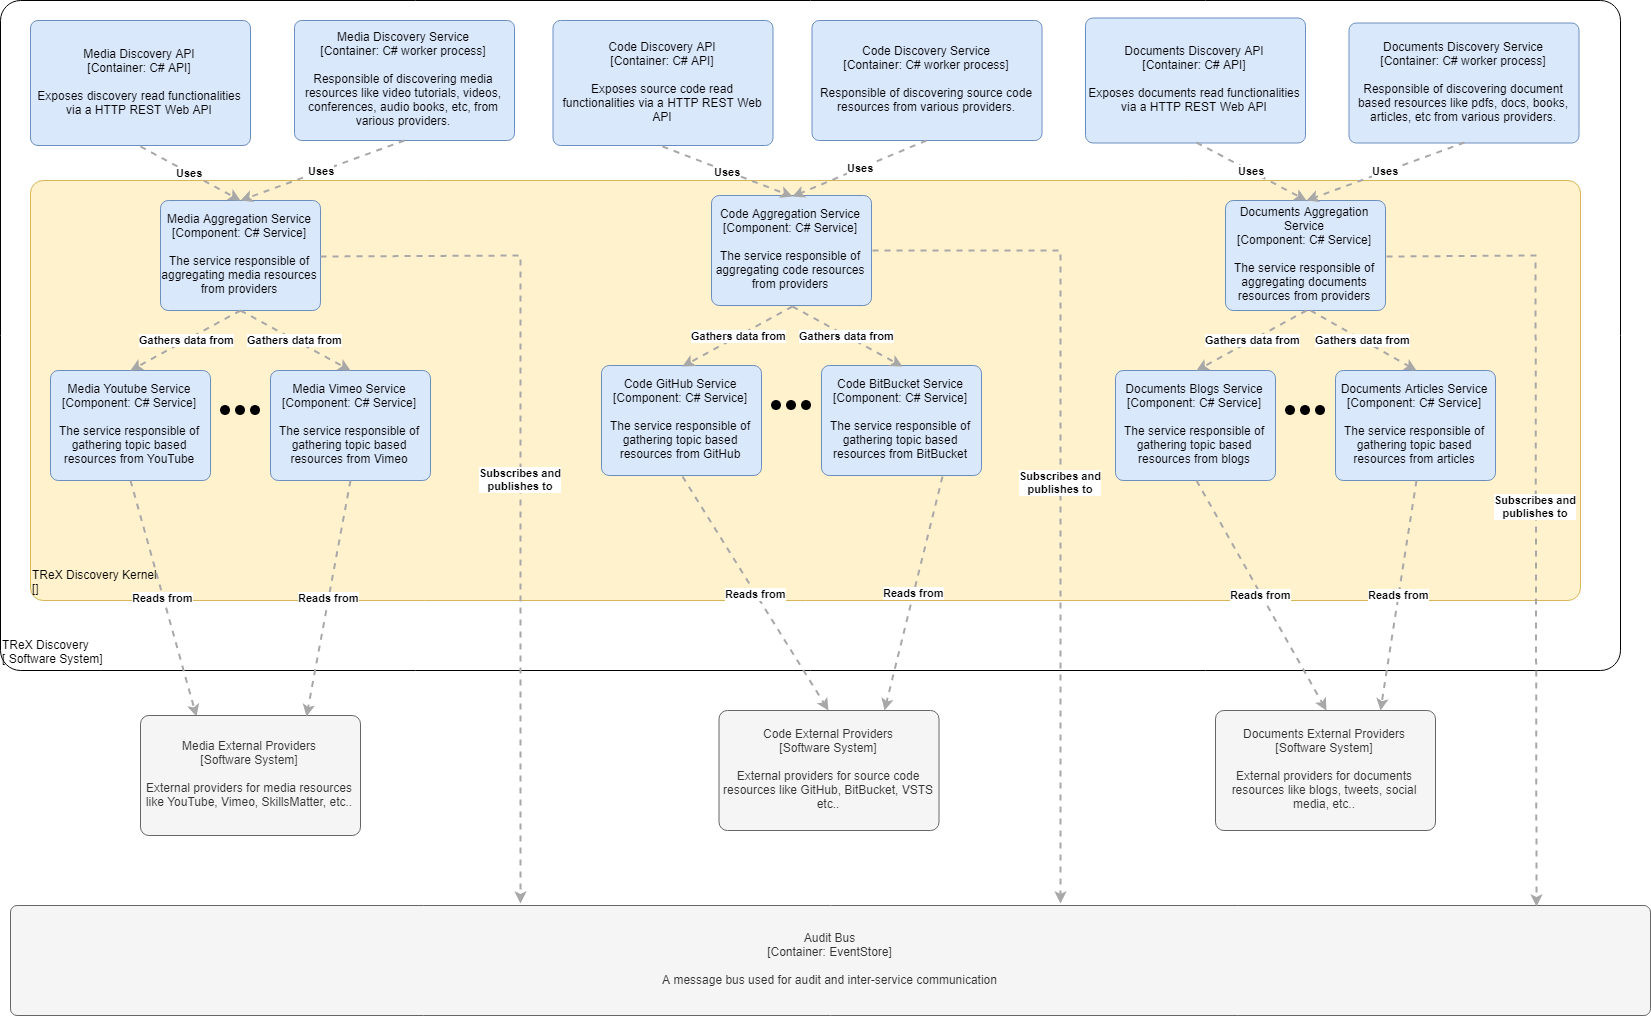 Media Discovery API
[Container: C# API]
Exposes discovery read functionalities
via a HTTP REST Web API
Media Discovery Service
[Container: C# worker process]
Responsible of discovering media
resources like video tutorials, videos,
conferences, audio books, etc, from
various providers.
Code Discovery API
[Container: C# API]
Exposes source code read
functionalities via a HTTP REST Web
API
Code Discovery Service
[Container: C# worker process]
Responsible of discovering source code
resources from various providers.
Documents Discovery API
[Container: C# API]
Exposes documents read functionalities
via a HTTP REST Web API
Documents Discovery Service
[Container: C# worker process]
Responsible of discovering document
based resources like pdfs, docs, books,
articles, etc from various providers.
Uses
Uses
Uses
Uses
Uses
Uses
Media Aggregation Service
[Component: C# Service]
The service responsible of
aggregating media resources
from providers
Code Aggregation Service
[Component: C# Service]
The service responsible of
aggregating code resources
from providers
Documents Aggregation
Service
[Component: C# Service]
The service responsible of
aggregating documents
resources from providers
Gathers data from
Gathers data from
Gathers data from
Gathers data from
Gathers data from
Gathers data from
Media Youtube Service
[Component: C# Service]
The service responsible of
gathering topic based
resources from YouTube
Media Vimeo Service
[Component: C# Service]
The service responsible of
gathering topic based
resources from Vimeo
Code GitHub Service
[Component: C# Service]
The service responsible of
gathering topic based
resources from GitHub
Code BitBucket Service
[Component: C# Service]
The service responsible of
gathering topic based
resources from BitBucket
Documents Blogs Service
[Component: C# Service]
The service responsible of
gathering topic based
resources from blogs
Documents Articles Service
[Component: C# Service]
The service responsible of
gathering topic based
resources from articles
Subscribes and
publishes to
Subscribes and
publishes to
Subscribes and
publishes to
TReX Discovery Kernel
[]
Reads from
Reads from
Reads from
Reads from
Reads from
Reads from
TReX Discovery
[ Software System]
Media External Providers
[Software System]
External providers for media resources
like YouTube, Vimeo, SkillsMatter, etc..
Code External Providers
[Software System]
External providers for source code
resources like GitHub, BitBucket, VSTS
etc..
Documents External Providers
[Software System]
External providers for documents
resources like blogs, tweets, social
media, etc..
Audit Bus
[Container: EventStore]
A message bus used for audit and inter-service communication